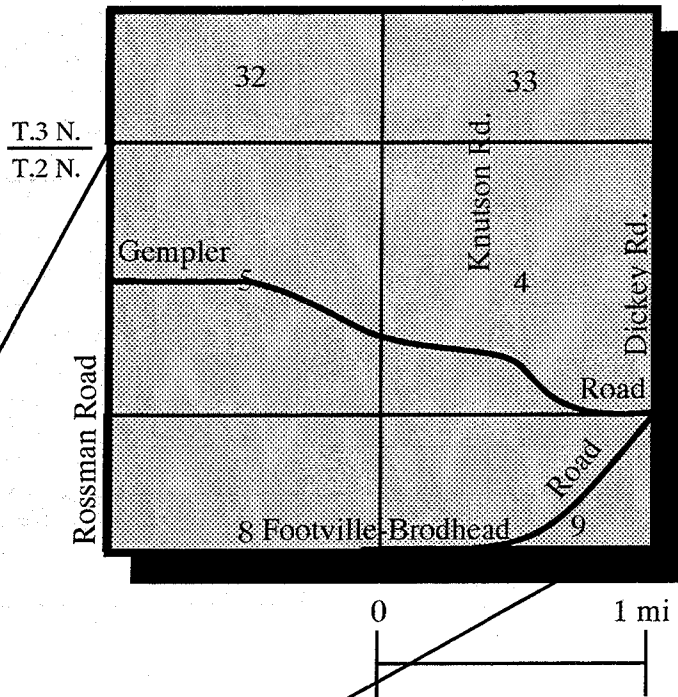 32
33
T.3 N.
T.2 N.
Knutson Rd.
Gempler
5
4
Dickey Rd.
Rossman Road
Road
Road
8 Footville-Brodhead
9
0
1 mi